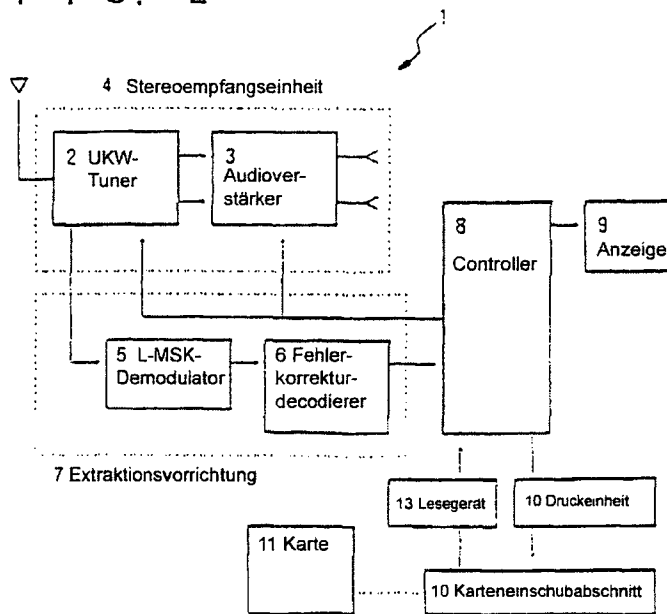 1
4 Stereoempfangseinheit
2 UKW-
Tuner
3
Audiover-
stärker
8
Controller
9
Anzeige
5 L-MSK-
Demodulator
6 Fehler-
korrektur-
decodierer
7 Extraktionsvorrichtung
13 Lesegerät
10 Druckeinheit
11 Karte
10 Karteneinschubabschnitt